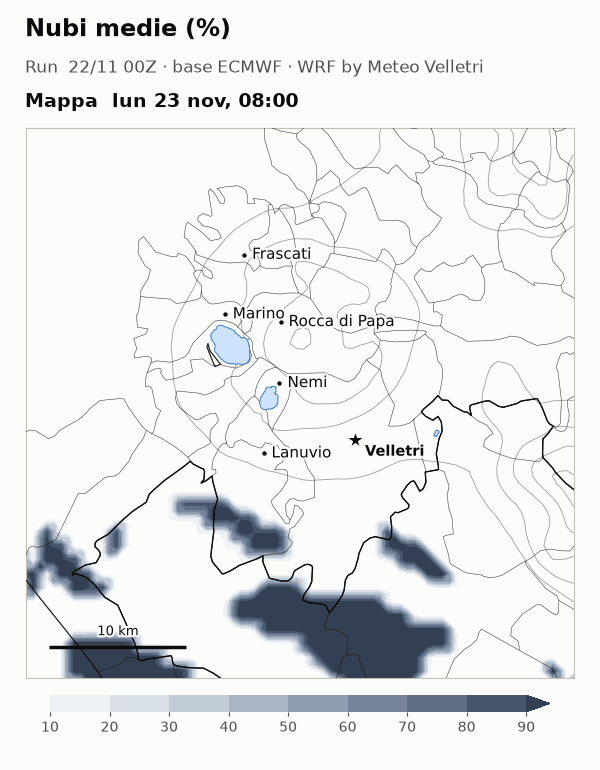 Nubi medie (%)
Run  22/11 00Z · base ECMWF · WRF by Meteo Velletri
Mappa  lun 23 nov, 08:00
Frascati
Marino
Rocca di Papa
Nemi
Velletri
Lanuvio
10 km
10 20 30 40 50 60 70 80 90